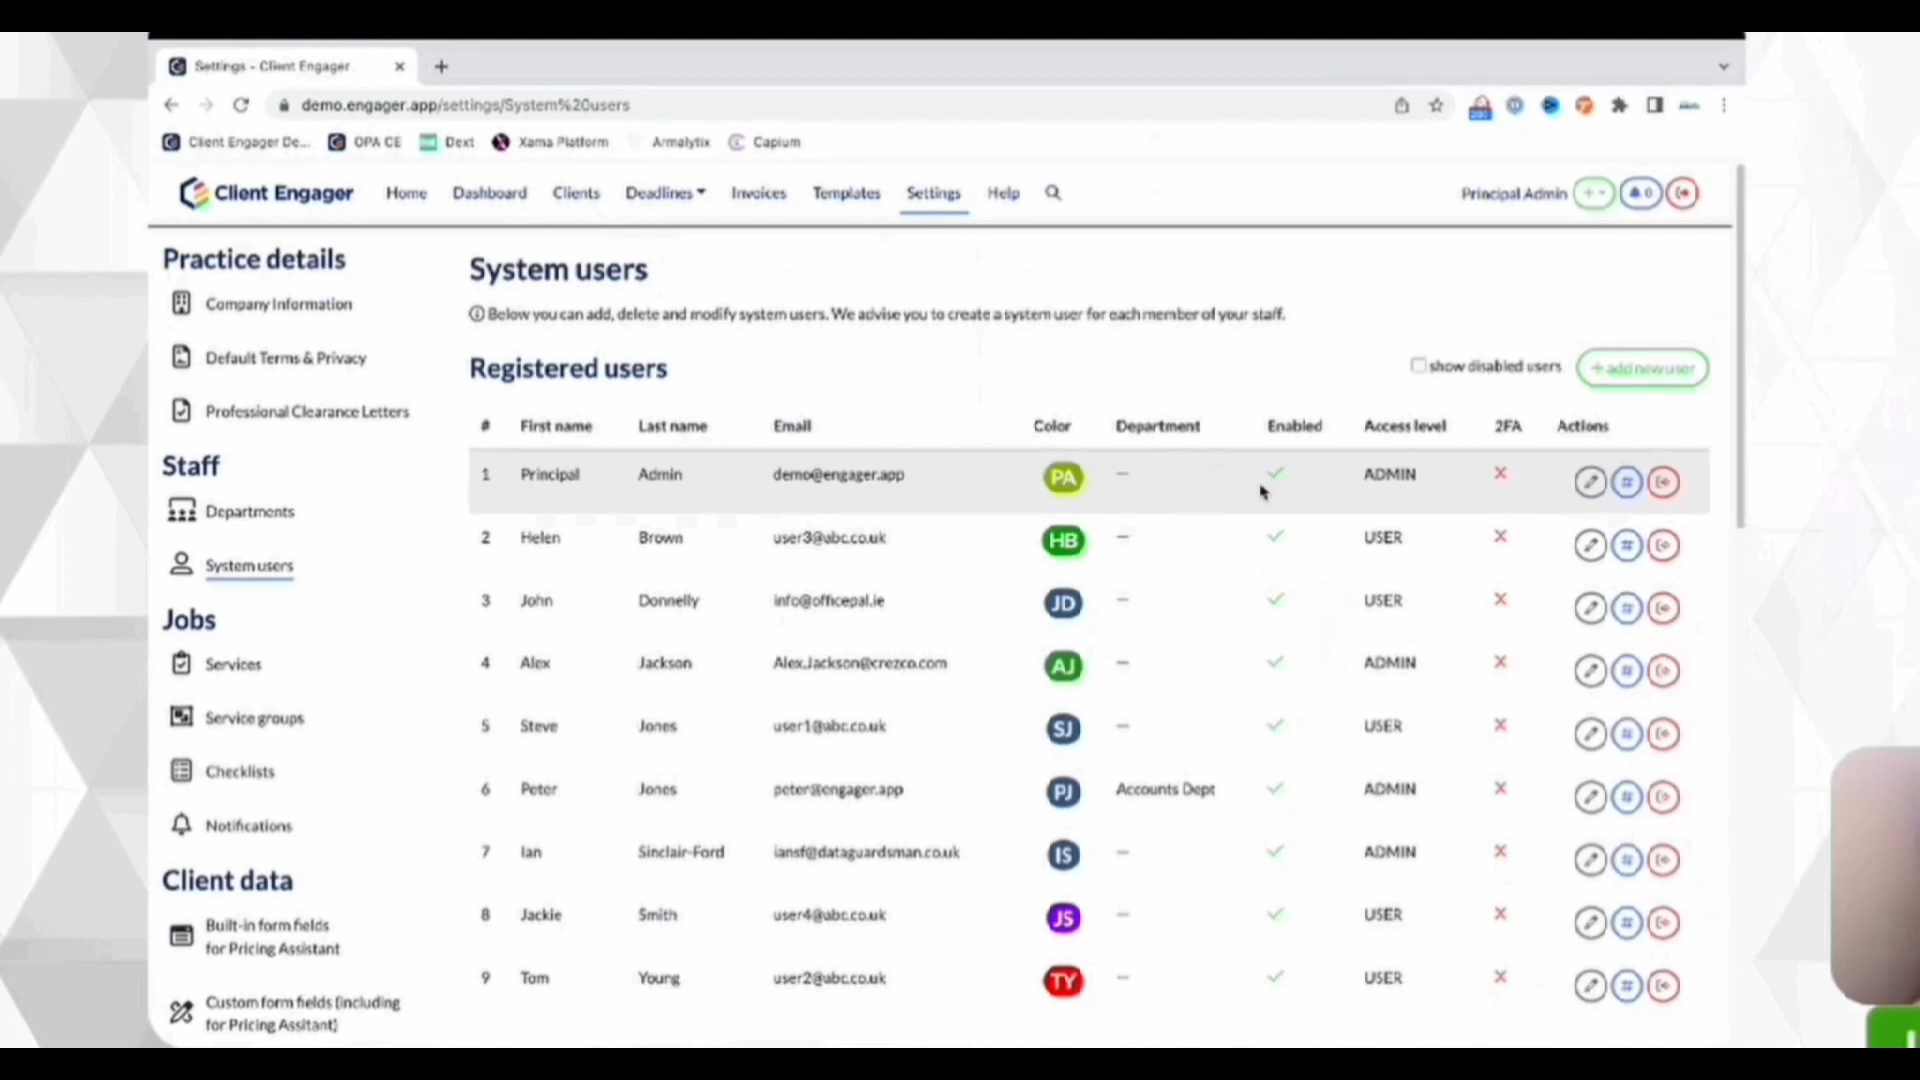 Settings - Client Engager
demo.engager.app/settings/System%20users
Client Engager De...
OPA CE
Dext
Xama Platform
Armalytix
Capium
Client Engager
Home
Dashboard
Clients
Deadlines
Invoices
Templates
Settings
Help
Principal Admin
0
Practice details
Company Information
Default Terms & Privacy
Professional Clearance Letters
Staff
Departments
System users
Jobs
Services
Service groups
Checklists
Notifications
Client data
Built-in form fields
for Pricing Assistant
Custom form fields (including
for Pricing Assitant)
System users
Below you can add, delete and modify system users. We advise you to create a system user for each member of your staff.
Registered users
show disabled users
+ add new user
# First name Last name Email Color Department Enabled Access level 2FA Actions
1 Principal Admin demo@engager.app PA — ADMIN
2 Helen Brown user3@abc.co.uk HB — USER
3 John Donnelly info@officepal.ie JD — USER
4 Alex Jackson Alex.Jackson@crezco.com AJ — ADMIN
5 Steve Jones user1@abc.co.uk SJ — USER
6 Peter Jones peter@engager.app PJ Accounts Dept ADMIN
7 Ian Sinclair-Ford iansf@dataguardsman.co.uk IS — ADMIN
8 Jackie Smith user4@abc.co.uk JS — USER
9 Tom Young user2@abc.co.uk TY — USER